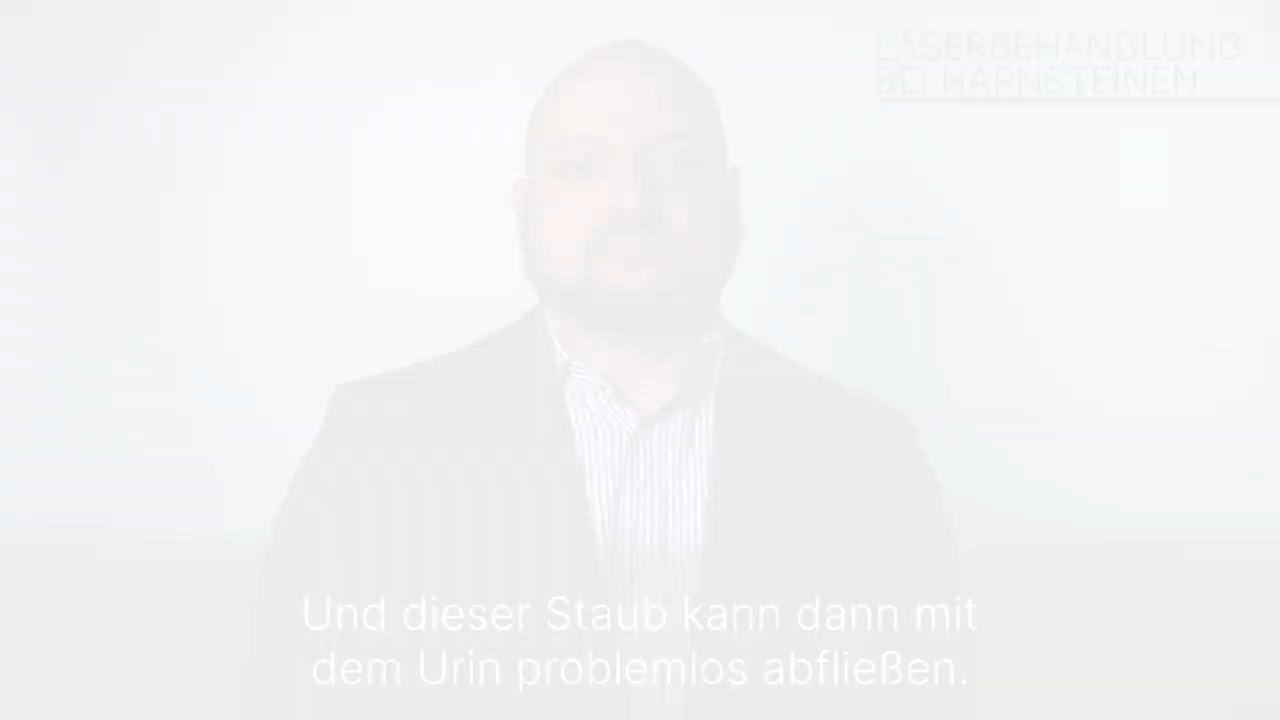 LASERBEHANDLUNG
BEI HARNSTEINEN
Und dieser Staub kann dann mit
dem Urin problemlos abfließen.